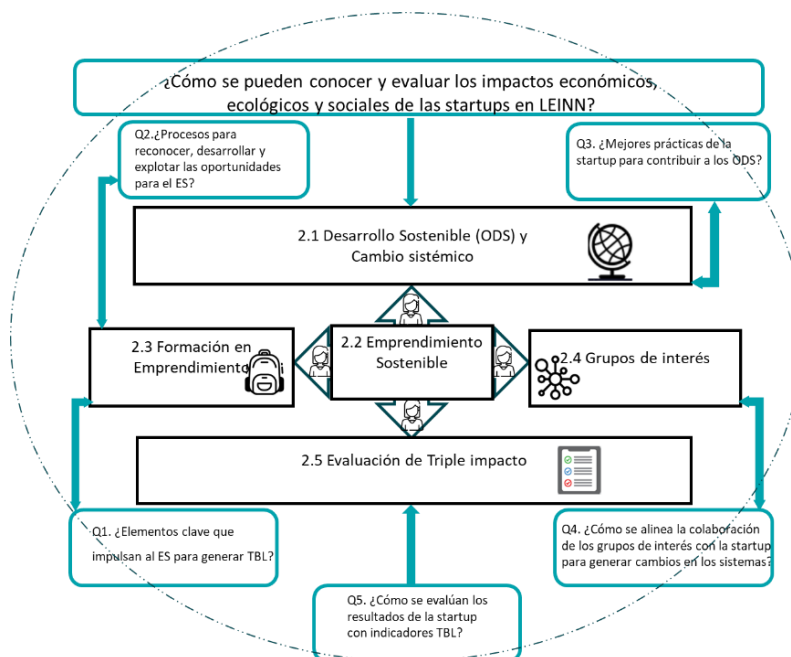 ¿Cómo se pueden conocer y evaluar los impactos económicos,
ecológicos y sociales de las startups en LEINN?
Q2.¿Procesos para
reconocer, desarrollar y
explotar las oportunidades
para el ES?
Q3. ¿Mejores prácticas de la
startup para contribuir a los ODS?
2.1 Desarrollo Sostenible (ODS) y
Cambio sistémico
2.3 Formación en
Emprendimiento
2.2 Emprendimiento
Sostenible
2.4 Grupos de interés
2.5 Evaluación de Triple impacto
Q1. ¿Elementos clave que
impulsan al ES para generar TBL?
Q4. ¿Cómo se alinea la colaboración
de los grupos de interés con la startup
para generar cambios en los sistemas?
Q5. ¿Cómo se evalúan los
resultados de la startup
con indicadores TBL?